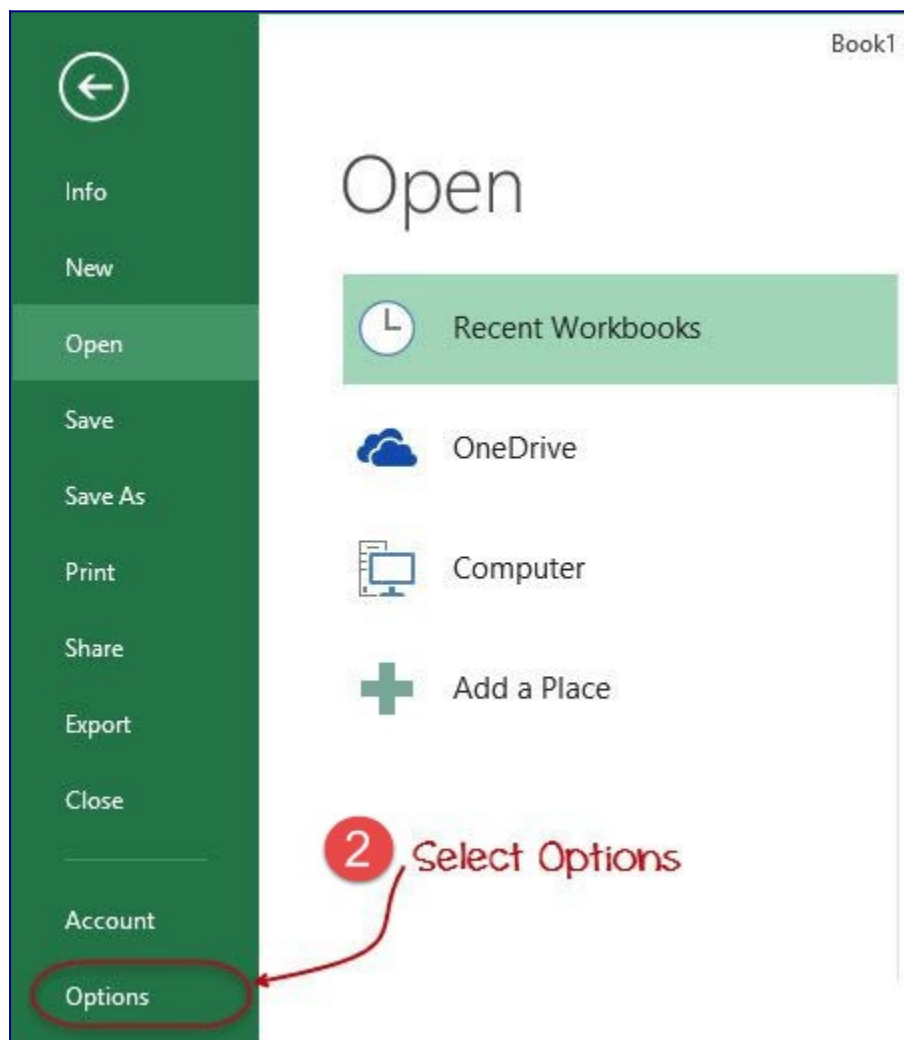 Book1
Info
New
Open
Save
Save As
Print
Share
Export
Close
Account
Options
Open
Recent Workbooks
OneDrive
Computer
Add a Place
2 Select Options